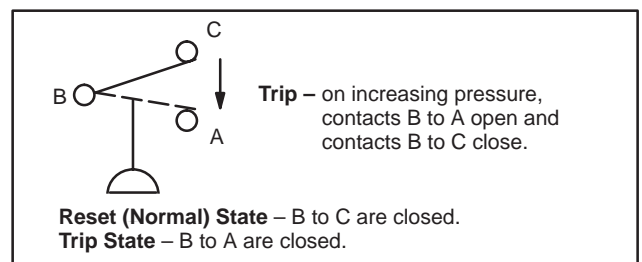 C
B
A
Trip – on increasing pressure,
contacts B to A open and
contacts B to C close.
Reset (Normal) State – B to C are closed.
Trip State – B to A are closed.